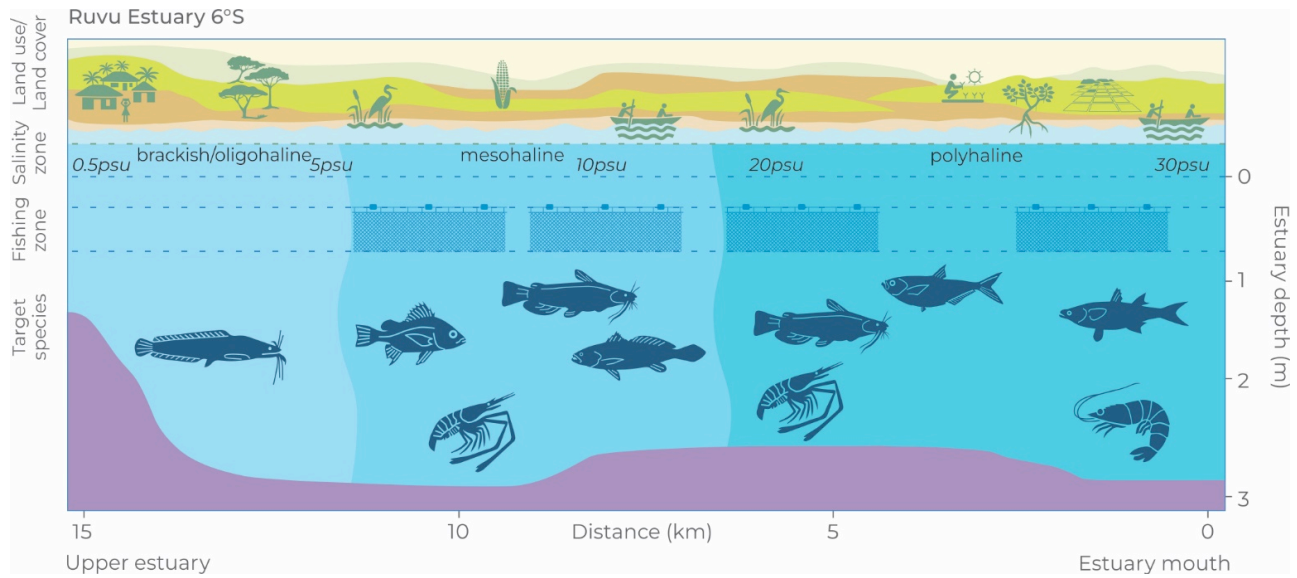 Ruvu Estuary 6°S
Land use/
Land cover
Salinity
zone
0.5psu
brackish/oligohaline
5psu
mesohaline
10psu
20psu
polyhaline
30psu
Fishing
zone
Target
species
0
1
2
3
Estuary depth (m)
15
10
Distance (km)
5
0
Upper estuary
Estuary mouth